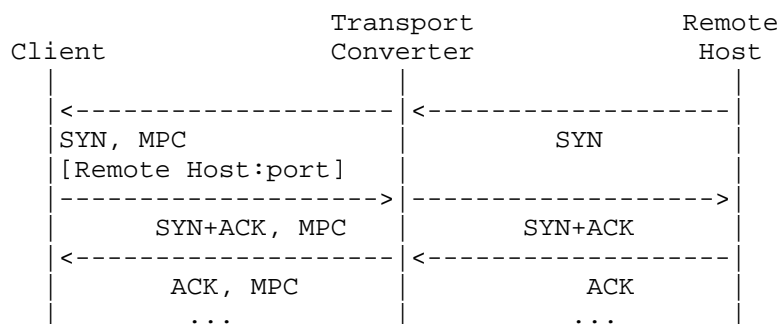 Transport Remote
Client Converter Host
SYN, MPC SYN
[Remote Host:port]
SYN+ACK, MPC SYN+ACK
ACK, MPC ACK
... ...